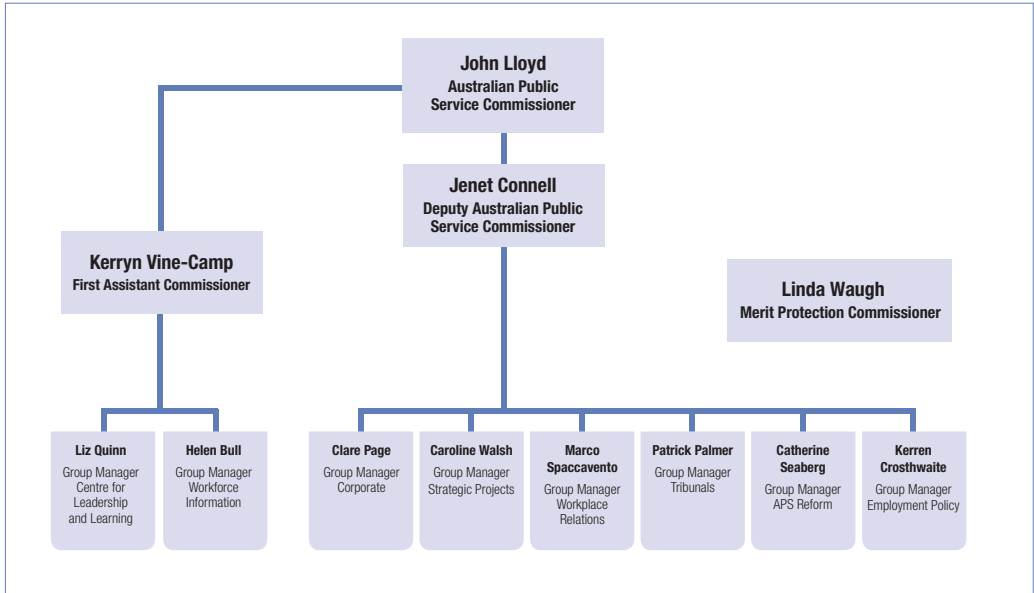 John Lloyd
Australian Public
Service Commissioner
Jenet Connell
Deputy Australian Public
Service Commissioner
Kerryn Vine-Camp
First Assistant Commissioner
Linda Waugh
Merit Protection Commissioner
Liz Quinn
Group Manager
Centre for
Leadership
and Learning
Helen Bull
Group Manager
Workforce
Information
Clare Page
Group Manager
Corporate
Caroline Walsh
Group Manager
Strategic Projects
Marco
Spaccavento
Group Manager
Workplace
Relations
Patrick Palmer
Group Manager
Tribunals
Catherine
Seaberg
Group Manager
APS Reform
Kerren
Crosthwaite
Group Manager
Employment Policy